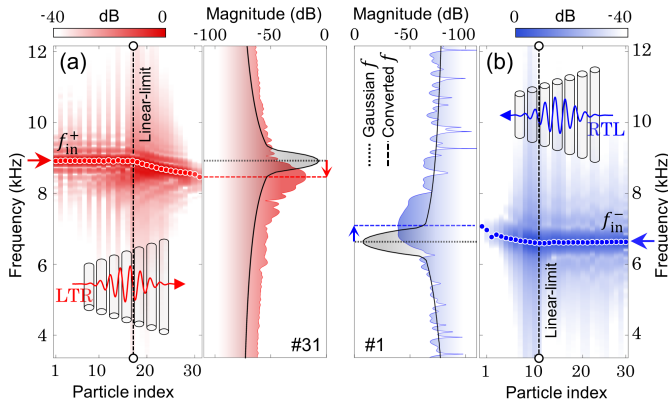 -40 dB 0
Magnitude (dB)
-100 -50 0
Magnitude (dB)
0 -50 -100
0 dB -40
(a)
Linear-limit
f_in^+
LTR
Frequency (kHz)
12
10
8
6
4
1 10 20 30
Particle index
#31
#1
Gaussian f
Converted f
(b)
RTL
f_in^-
Linear-limit
12
10
8
6
4
Frequency (kHz)
1 10 20 30
Particle index